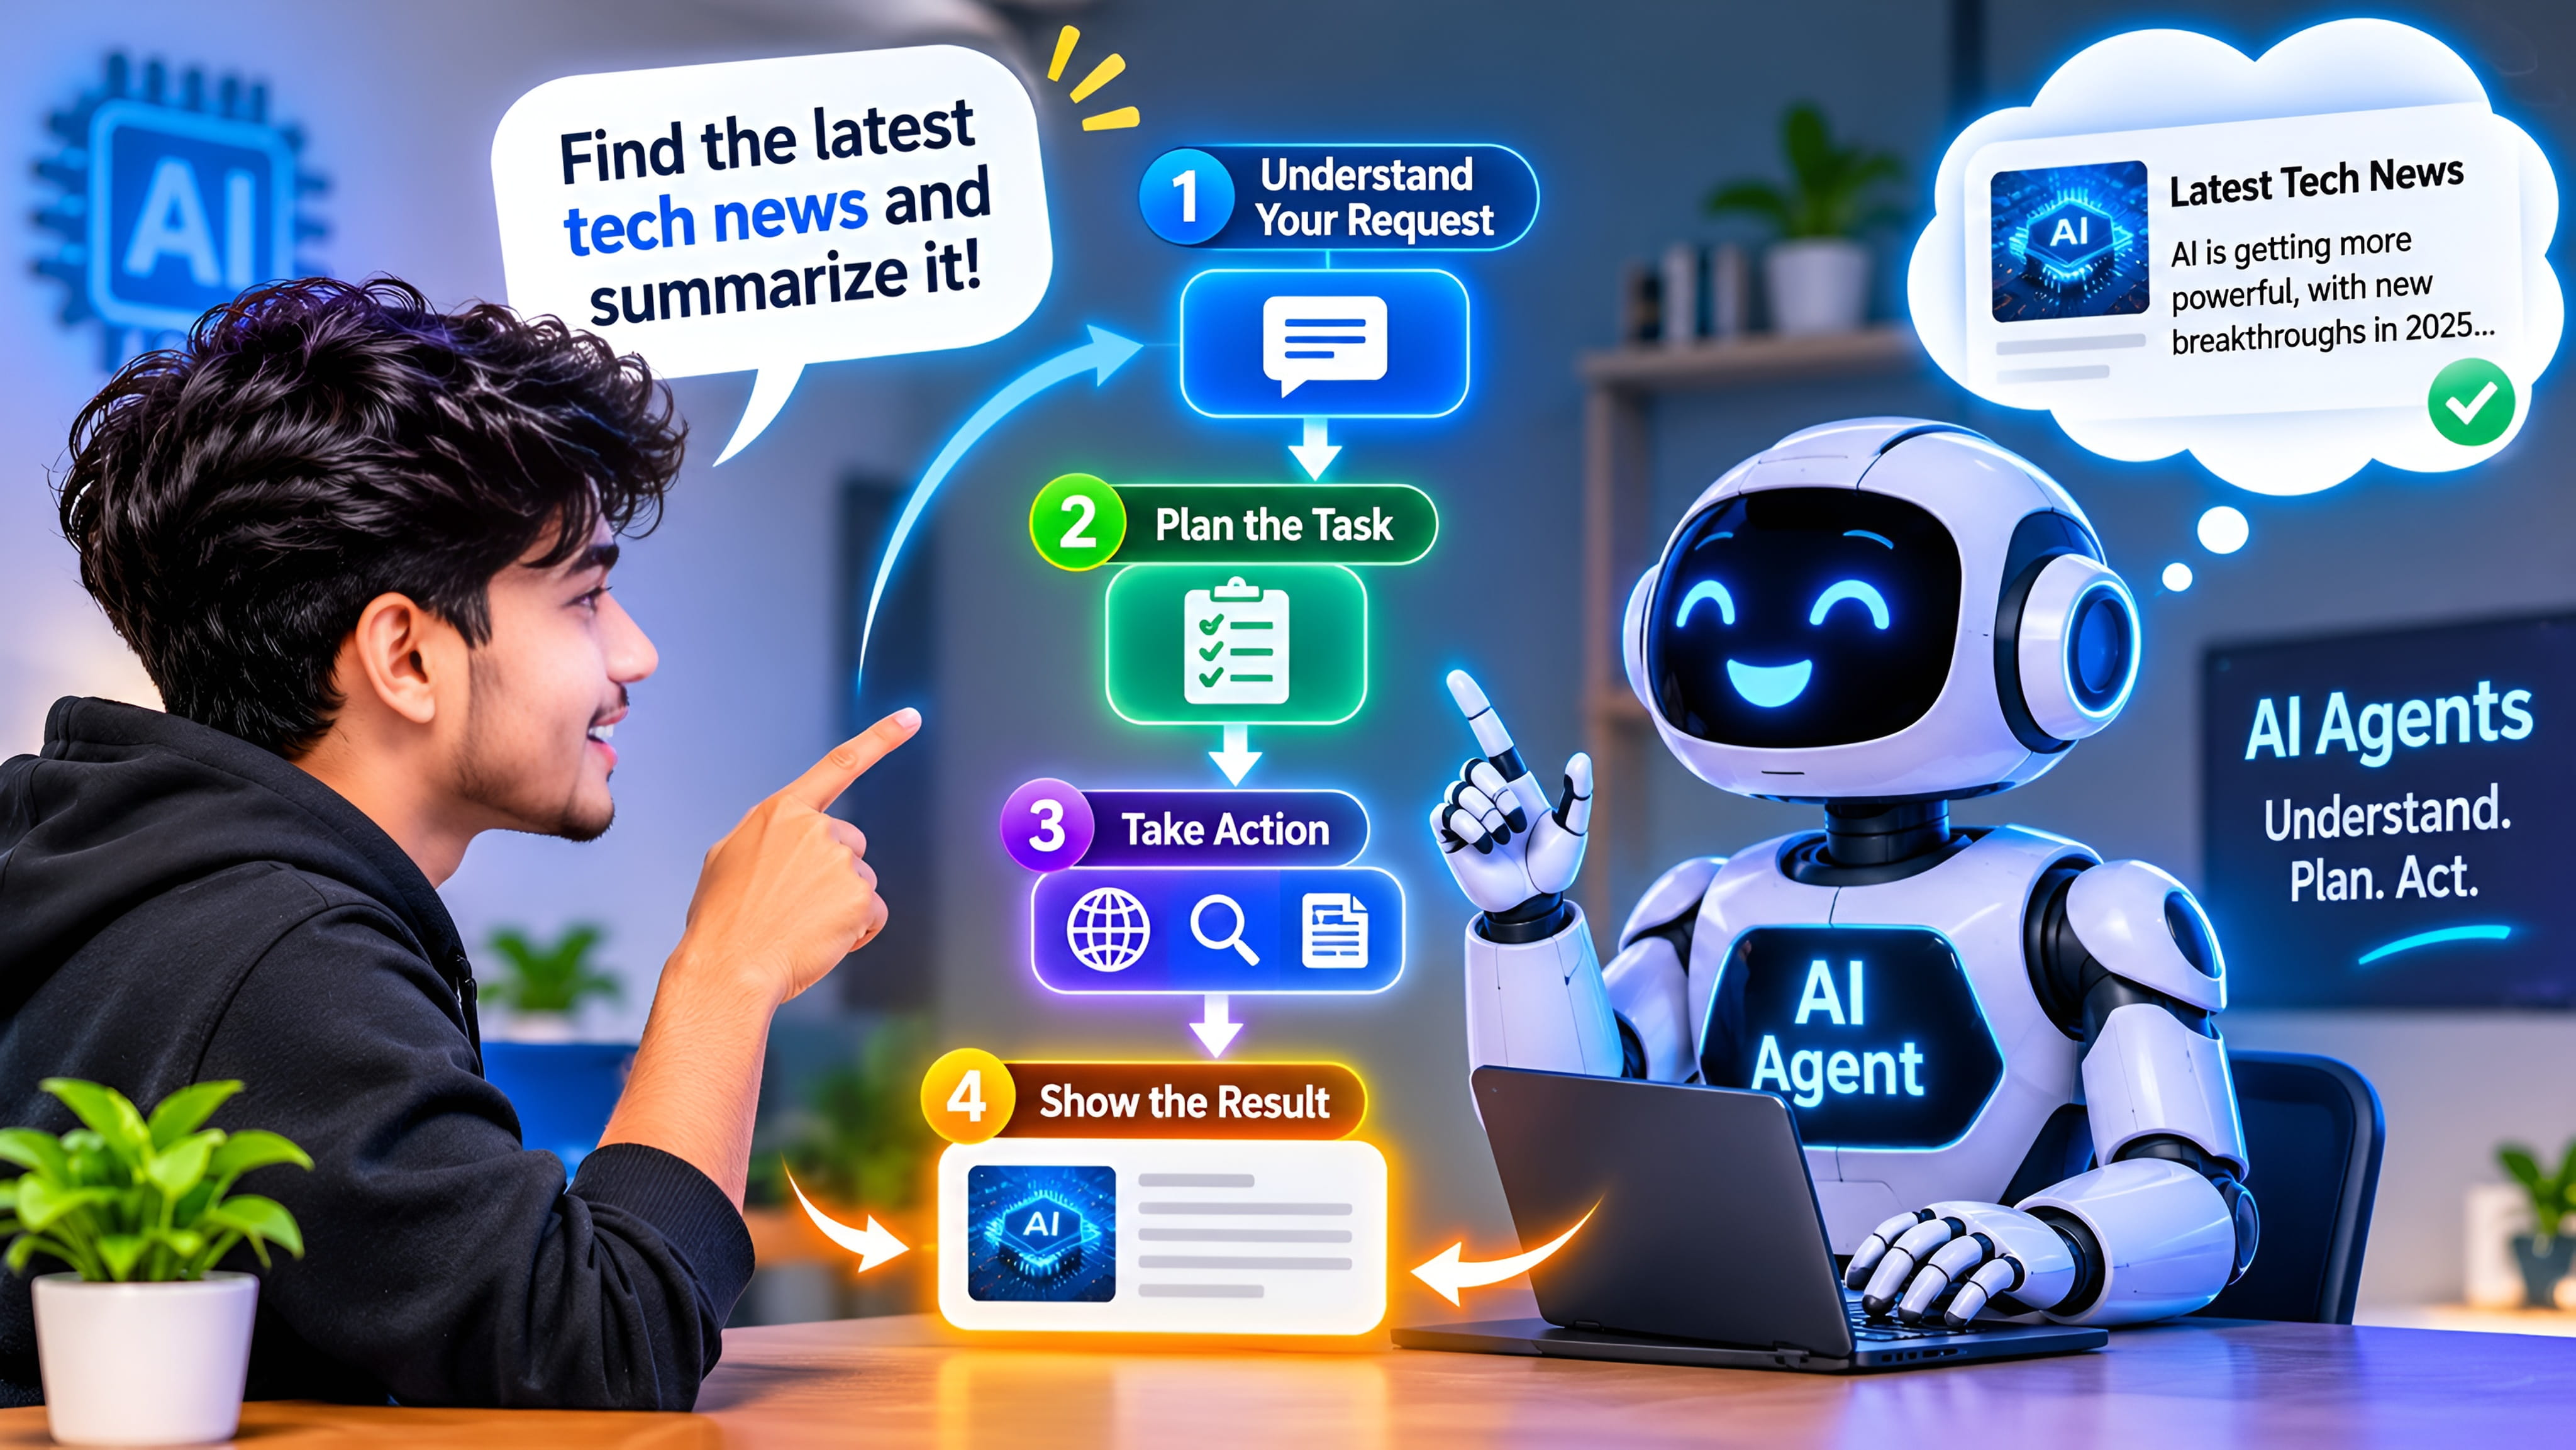 AI
Find the latest
tech news and
summarize it!
1
Understand
Your Request
2
Plan the Task
3
Take Action
4
Show the Result
AI
AI
Latest Tech News
AI is getting more
powerful, with new
breakthroughs in 2025...
AI Agents
Understand.
Plan. Act.
AI
Agent